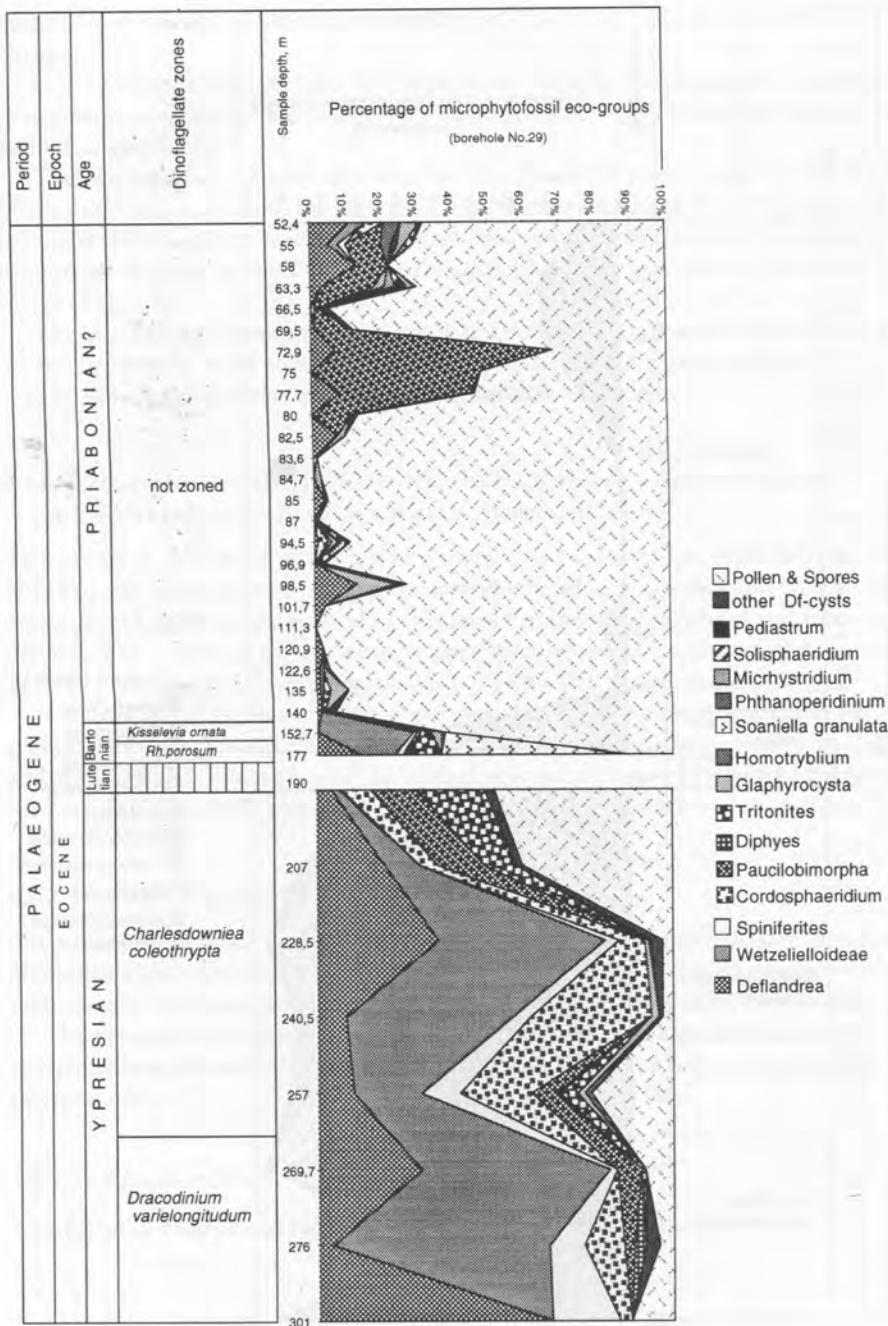 Period
Epoch
Age
Dinoflagellate zones
Sample depth, m
Percentage of microphytofossil eco-groups
(borehole No.29)
0%
10%
20%
30%
40%
50%
60%
70%
80%
90%
100%
PALAEOGENE
EOCENE
PRIABONIAN?
Barto
nian
Lute
tian
YPRESIAN
not zoned
Kisselevia ornata
Rh.porosum
Charlesdowniea
coleothrypta
Dracodinium
varielongitudum
52,4
55
58
63,3
66,5
69,5
72,9
75
77,7
80
82,5
83,6
84,7
85
87
94,5
96,9
98,5
101,7
111,3
120,9
122,6
135
140
152,7
177
190
207
228,5
240,5
257
269,7
276
301
Pollen & Spores
other Df-cysts
Pediastrum
Solisphaeridium
Micrhystridium
Phthanoperidinium
Soaniella granulata
Homotryblium
Glaphyrocysta
Tritonites
Diphyes
Paucilobimorpha
Cordosphaeridium
Spiniferites
Wetzelielloideae
Deflandrea